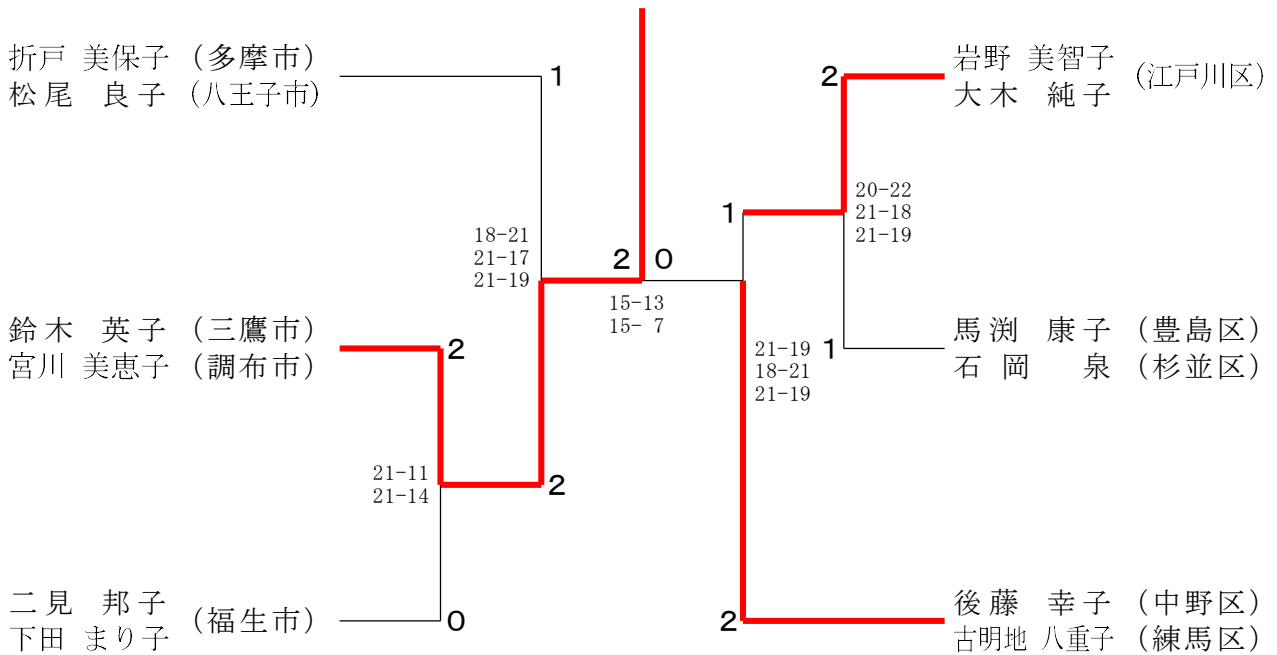 折戸 美保子 (多摩市)
松尾 良子 (八王子市)
1
18-21
21-17
21-19
鈴木 英子 (三鷹市)
宮川 美恵子 (調布市)
2
21-11
21-14
2
二見 邦子
下田 まり子
(福生市)
0
2 0
15-13
15- 7
岩野 美智子
大木 純子
(江戸川区)
2
20-22
21-18
21-19
1
馬渕 康子 (豊島区)
石岡 泉 (杉並区)
1
21-19
18-21
21-19
後藤 幸子 (中野区)
古明地 八重子 (練馬区)
2